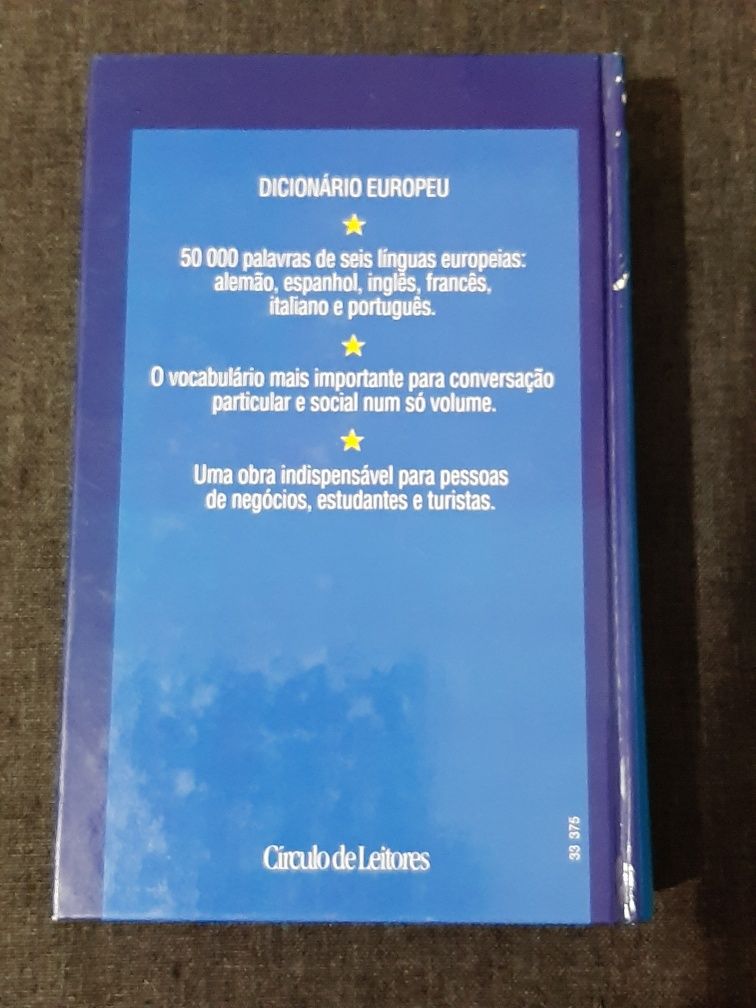 DICIONÁRIO EUROPEU
50 000 palavras de seis línguas europeias:
alemão, espanhol, inglês, francês,
italiano e português.
O vocabulário mais importante para conversação
particular e social num só volume.
Uma obra indispensável para pessoas
de negócios, estudantes e turistas.
33 375
Círculo de Leitores